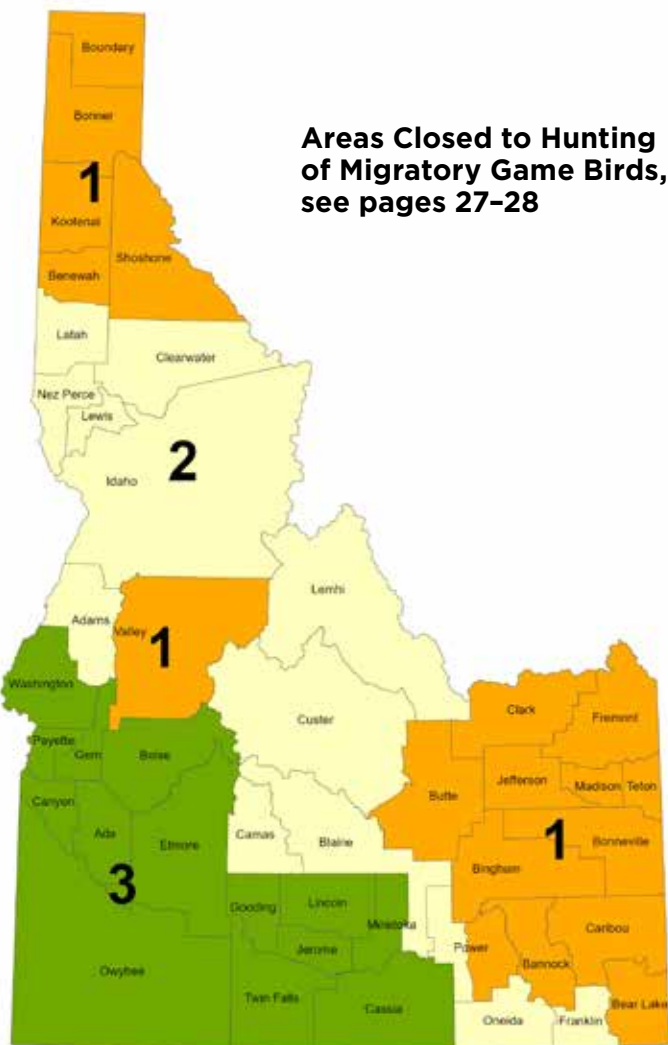 Boundary
Bonner
Areas Closed to Hunting
of Migratory Game Birds,
see pages 27–28
1
Kootenai
Shoshone
Benewah
Latah
Clearwater
Nez Perce
Lewis
2
Idaho
Lemhi
Adams
Valley
1
Washington
Custer
Clark
Fremont
Payette
Gem
Boise
Jefferson
Madison
Teton
Butte
Canyon
Ada
Elmore
Camas
Blaine
1
Bonneville
Bingham
3
Gooding
Lincoln
Minidoka
Caribou
Jerome
Power
Bannock
Owyhee
Twin Falls
Cassia
Bear Lake
Oneida
Franklin